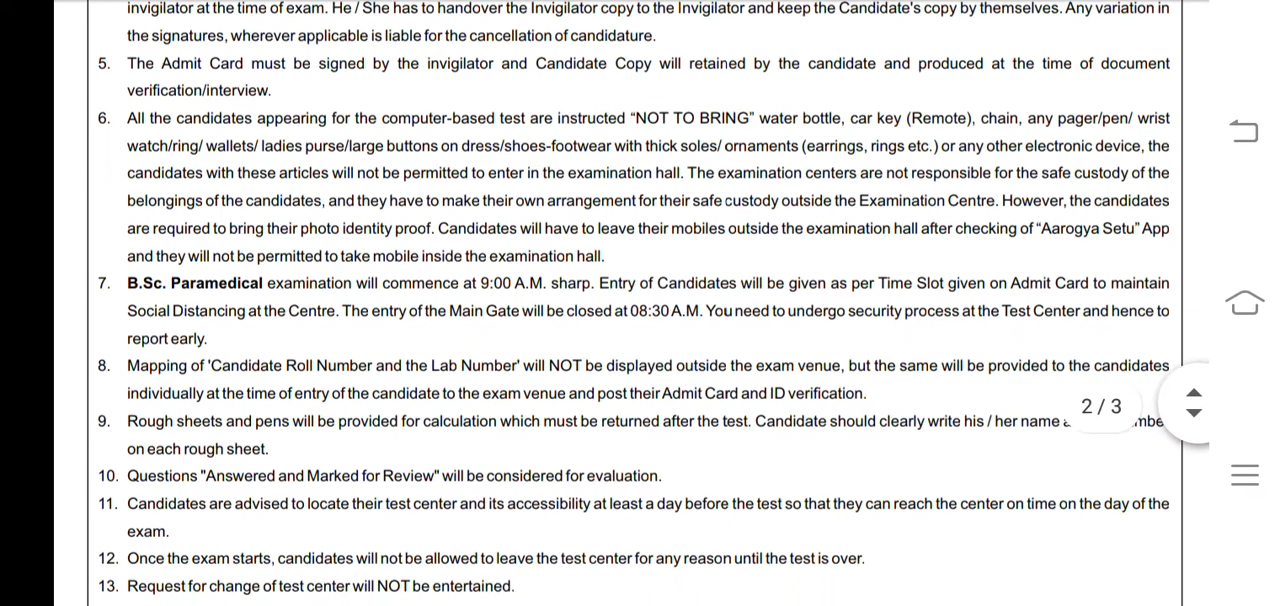 invigilator at the time of exam. He / She has to handover the Invigilator copy to the Invigilator and keep the Candidate's copy by themselves. Any variation in
the signatures, wherever applicable is liable for the cancellation of candidature.
5. The Admit Card must be signed by the invigilator and Candidate Copy will retained by the candidate and produced at the time of document
verification/interview.
6. All the candidates appearing for the computer-based test are instructed “NOT TO BRING” water bottle, car key (Remote), chain, any pager/pen/ wrist
watch/ring/ wallets/ ladies purse/large buttons on dress/shoes-footwear with thick soles/ ornaments (earrings, rings etc.) or any other electronic device, the
candidates with these articles will not be permitted to enter in the examination hall. The examination centers are not responsible for the safe custody of the
belongings of the candidates, and they have to make their own arrangement for their safe custody outside the Examination Centre. However, the candidates
are required to bring their photo identity proof. Candidates will have to leave their mobiles outside the examination hall after checking of “Aarogya Setu” App
and they will not be permitted to take mobile inside the examination hall.
7. B.Sc. Paramedical examination will commence at 9:00 A.M. sharp. Entry of Candidates will be given as per Time Slot given on Admit Card to maintain
Social Distancing at the Centre. The entry of the Main Gate will be closed at 08:30 A.M. You need to undergo security process at the Test Center and hence to
report early.
8. Mapping of 'Candidate Roll Number and the Lab Number' will NOT be displayed outside the exam venue, but the same will be provided to the candidates
individually at the time of entry of the candidate to the exam venue and post their Admit Card and ID verification.
2 / 3
9. Rough sheets and pens will be provided for calculation which must be returned after the test. Candidate should clearly write his / her name
on each rough sheet.
10. Questions "Answered and Marked for Review" will be considered for evaluation.
11. Candidates are advised to locate their test center and its accessibility at least a day before the test so that they can reach the center on time on the day of the
exam.
12. Once the exam starts, candidates will not be allowed to leave the test center for any reason until the test is over.
13. Request for change of test center will NOT be entertained.